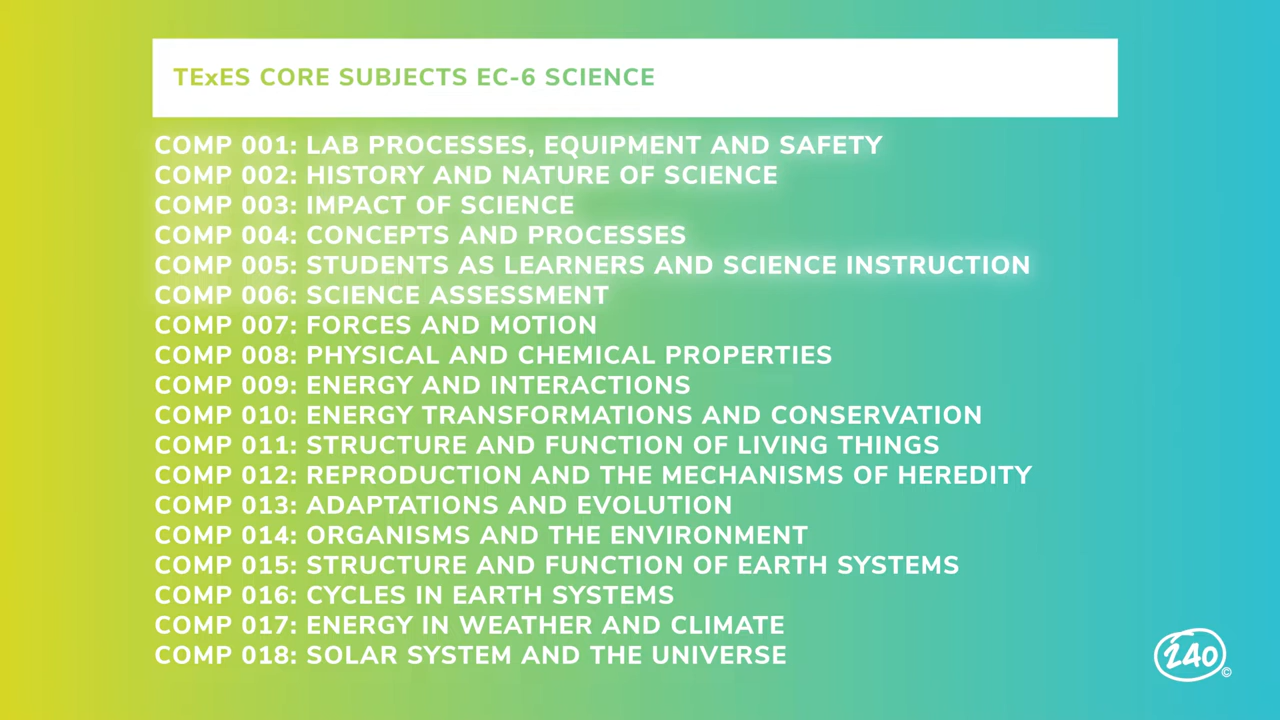 TExES CORE SUBJECTS EC-6 SCIENCE
COMP 001: LAB PROCESSES, EQUIPMENT AND SAFETY
COMP 002: HISTORY AND NATURE OF SCIENCE
COMP 003: IMPACT OF SCIENCE
COMP 004: CONCEPTS AND PROCESSES
COMP 005: STUDENTS AS LEARNERS AND SCIENCE INSTRUCTION
COMP 006: SCIENCE ASSESSMENT
COMP 007: FORCES AND MOTION
COMP 008: PHYSICAL AND CHEMICAL PROPERTIES
COMP 009: ENERGY AND INTERACTIONS
COMP 010: ENERGY TRANSFORMATIONS AND CONSERVATION
COMP 011: STRUCTURE AND FUNCTION OF LIVING THINGS
COMP 012: REPRODUCTION AND THE MECHANISMS OF HEREDITY
COMP 013: ADAPTATIONS AND EVOLUTION
COMP 014: ORGANISMS AND THE ENVIRONMENT
COMP 015: STRUCTURE AND FUNCTION OF EARTH SYSTEMS
COMP 016: CYCLES IN EARTH SYSTEMS
COMP 017: ENERGY IN WEATHER AND CLIMATE
COMP 018: SOLAR SYSTEM AND THE UNIVERSE
240©